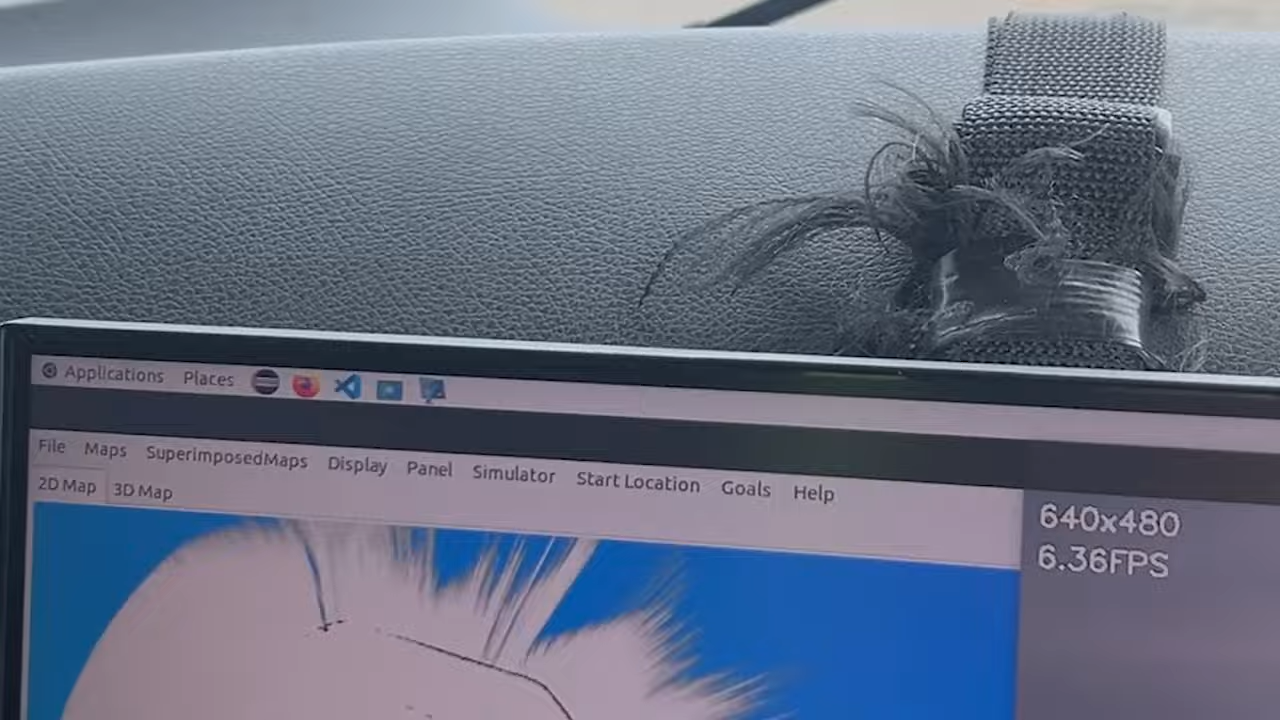 Applications Places
File Maps SuperimposedMaps Display Panel Simulator Start Location Goals Help
2D Map 3D Map
640x480
6.36FPS